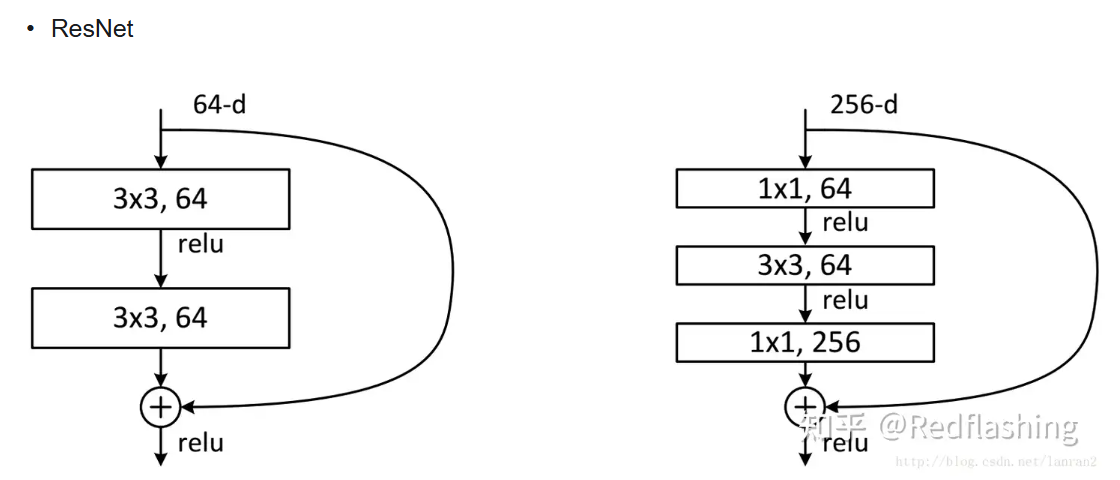 • ResNet
64-d
3x3, 64
relu
3x3, 64
relu
256-d
1x1, 64
relu
3x3, 64
relu
1x1, 256
relu
知乎 @Redflashing
http://blog.csdn.net/lanran2